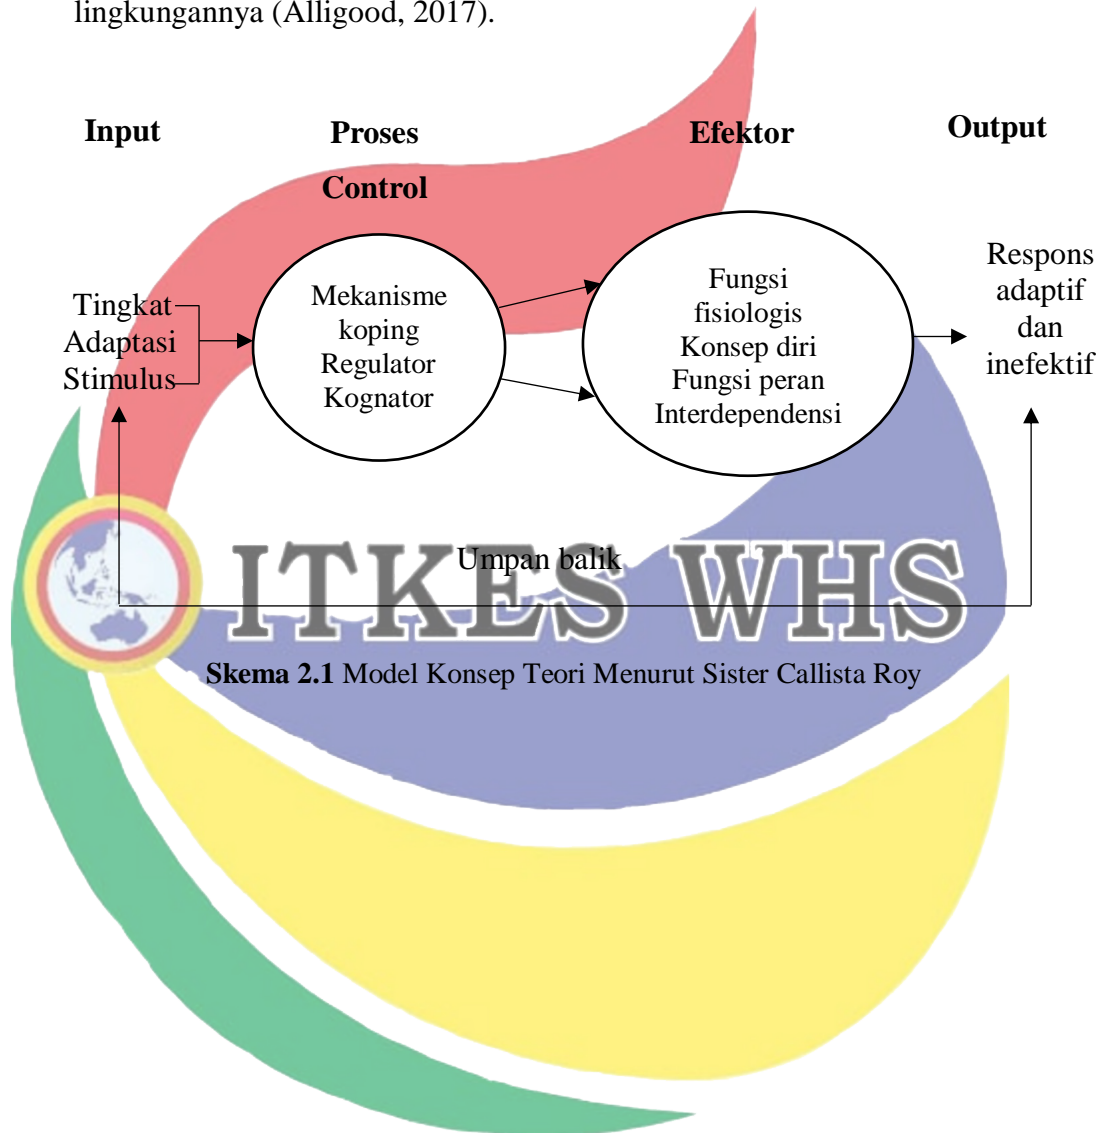 lingkungannya (Alligood, 2017).
Input
Proses
Control
Efektor
Output
Tingkat
Adaptasi
Stimulus
Mekanisme
koping
Regulator
Kognator
Fungsi
fisiologis
Konsep diri
Fungsi peran
Interdependensi
Respons
adaptif
dan
inefektif
Umpan balik
ITKES WHS
Skema 2.1 Model Konsep Teori Menurut Sister Callista Roy